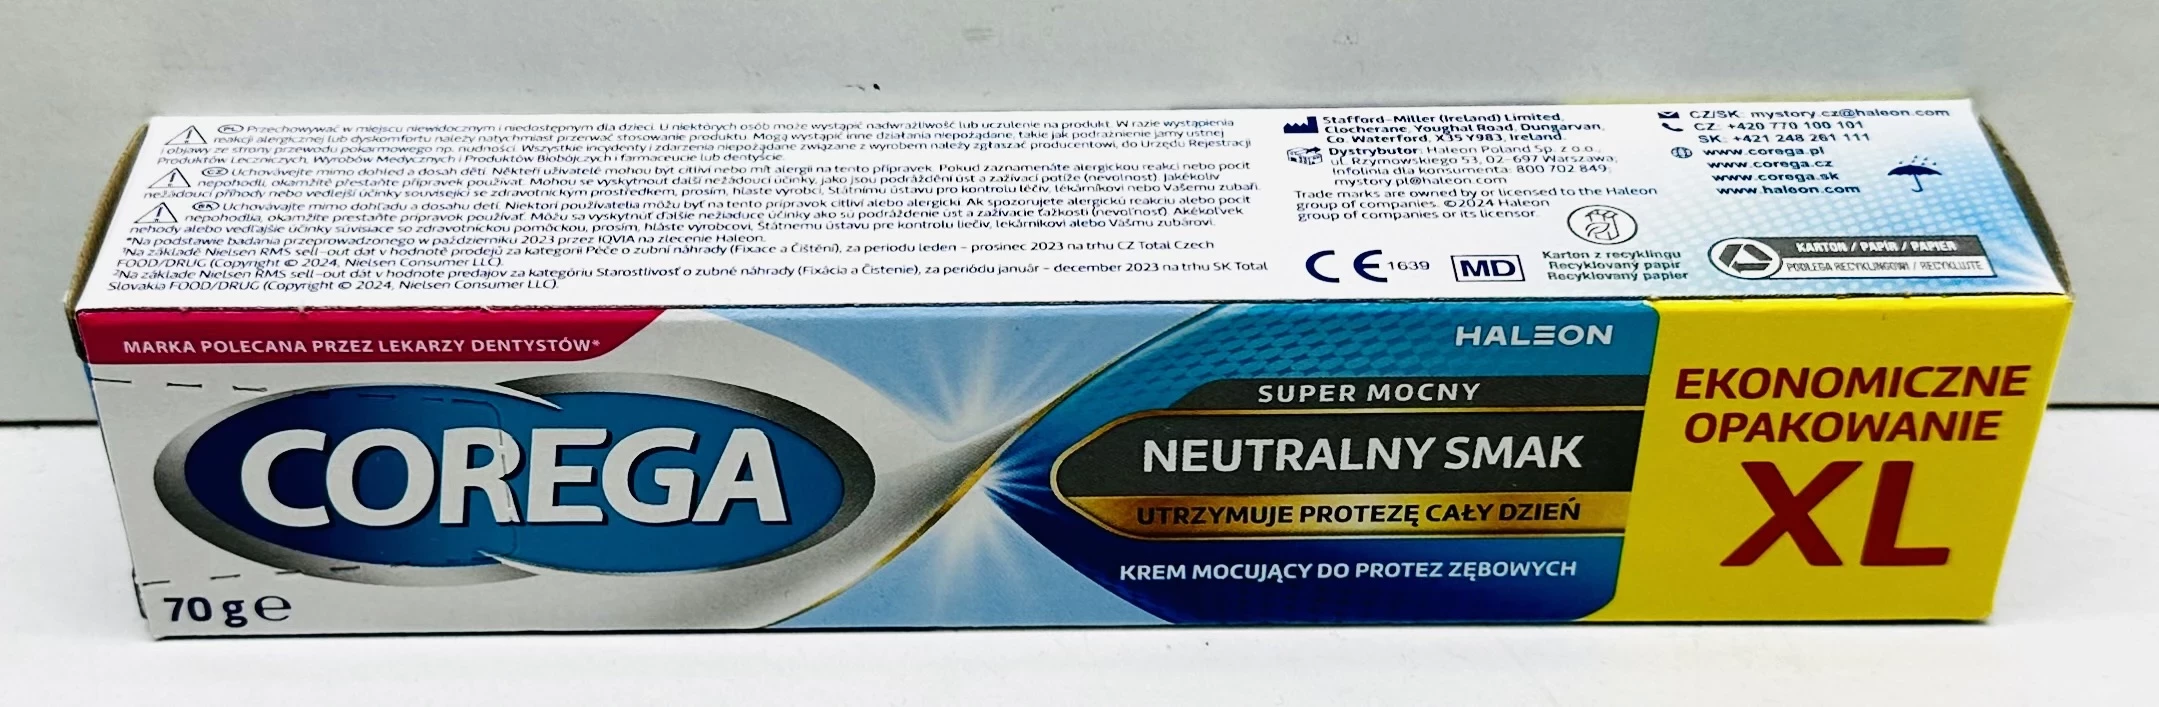 PL Przechowywać w miejscu niewidocznym i niedostępnym dla dzieci. U niektórych osób może wystąpić nadwrażliwość lub uczulenie na produkt. W razie wystąpienia
reakcji alergicznej lub dyskomfortu należy natychmiast przerwać stosowanie produktu. Mogą wystąpić inne działania niepożądane, takie jak podrażnienie jamy ustnej
i objawy ze strony przewodu pokarmowego np. nudności. Wszystkie incydenty i zdarzenia niepożądane związane z wyrobem należy zgłaszać producentowi, do Urzędu Rejestracji
Produktów Leczniczych, Wyrobów Medycznych i Produktów Biobójczych i farmaceucie lub dentyście.
CZ Uchovávejte mimo dohled a dosah dětí. Někteří uživatelé mohou být citliví nebo mít alergii na tento přípravek. Pokud zaznamenáte alergickou reakci nebo pocit
nepohodlí, okamžitě přestaňte přípravek používat. Mohou se vyskytnout další nežádoucí účinky, jako jsou podráždění úst a zažívací potíže (nevolnost). Jakékoliv
nežádoucí příhody nebo vedlejší účinky související se zdravotnickým prostředkem, prosím, hlaste výrobci, Státnímu ústavu pro kontrolu léčiv, lékárníkovi nebo Vašemu zubaři.
SK Uchovávajte mimo dohľadu a dosahu detí. Niektorí používatelia môžu byť na tento prípravok citliví alebo alergickí. Ak spozorujete alergickú reakciu alebo pocit
nepohodlia, okamžite prestaňte prípravok používať. Môžu sa vyskytnúť ďalšie nežiaduce účinky ako sú podráždenie úst a zažívacie ťažkosti (nevoľnosť). Akékoľvek
nehody alebo vedľajšie účinky súvisiace so zdravotníckou pomôckou, prosím, hláste výrobcovi, Štátnemu ústavu pre kontrolu liečiv, lekárnikovi alebo Vášmu zubárovi.
*Na podstawie badania przeprowadzonego w październiku 2023 przez IQVIA na zlecenie Haleon.
¹Na základě Nielsen RMS sell-out dat v hodnotě prodejů za kategorii Péče o zubní náhrady (Fixace a Čištění), za periodu leden - prosinec 2023 na trhu CZ Total Czech
FOOD/DRUG (Copyright © 2024, Nielsen Consumer LLC).
²Na základe Nielsen RMS sell-out dát v hodnote predajov za kategóriu Starostlivosť o zubné náhrady (Fixácia a Čistenie), za periódu január - december 2023 na trhu SK Total
Slovakia FOOD/DRUG (Copyright © 2024, Nielsen Consumer LLC).
Stafford-Miller (Ireland) Limited,
Clocherane, Youghal Road, Dungarvan,
Co. Waterford, X35 Y983, Ireland.
Dystrybutor: Haleon Poland Sp. z o.o.,
ul. Rzymowskiego 53, 02-697 Warszawa;
Infolinia dla konsumenta: 800 702 849;
mystory.pl@haleon.com
Trade marks are owned by or licensed to the Haleon
group of companies. ©2024 Haleon
group of companies or its licensor.
CE 1639
MD
Karton z recyklingu
Recyklovaný papír
Recyklovaný papier
CZ/SK: mystory.cz@haleon.com
CZ: +420 770 100 101
SK: +421 248 261 111
www.corega.pl
www.corega.cz
www.corega.sk
www.haleon.com
KARTON / PAPÍR / PAPIER
PODLEGA RECYKLINGOWI / RECYKLUJTE
MARKA POLECANA PRZEZ LEKARZY DENTYSTÓW*
COREGA
70 g e
HALEON
SUPER MOCNY
NEUTRALNY SMAK
UTRZYMUJE PROTEZĘ CAŁY DZIEŃ
KREM MOCUJĄCY DO PROTEZ ZĘBOWYCH
EKONOMICZNE
OPAKOWANIE
XL